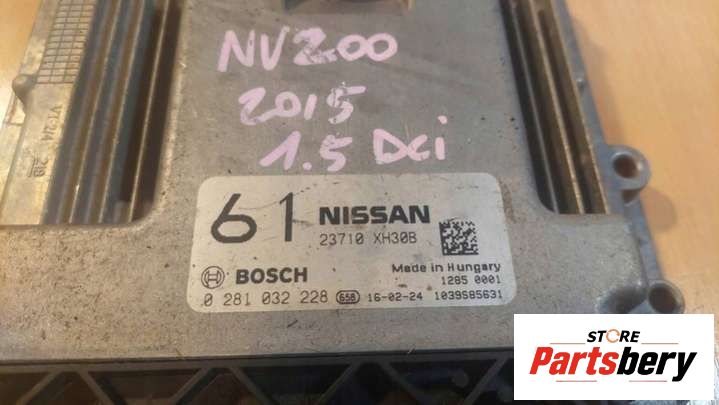 NV200
2015
1.5 DCi
61 NISSAN
23710 XH30B
BOSCH
Made in Hungary
1285 0001
0 281 032 228 658 16-02-24 1039S85631
STORE
Partsbery